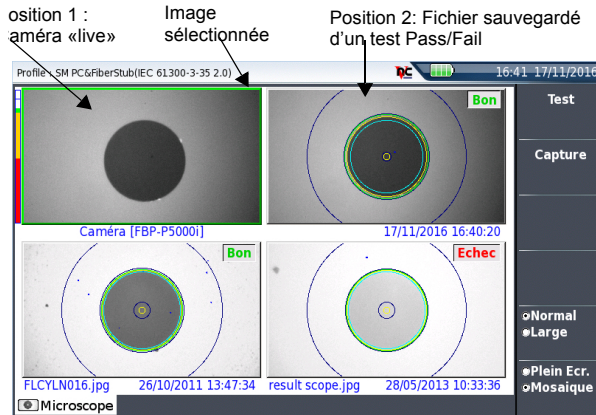 osition 1 :
caméra «live»
Image
sélectionnée
Position 2: Fichier sauvegardé
d'un test Pass/Fail
Profile : SM PC&FiberStub(IEC 61300-3-35 2.0)
16:41 17/11/2016
Bon
Test
Capture
Caméra [FBP-P5000i]
17/11/2016 16:40:20
Bon
Echec
Normal
Large
FLCYLN016.jpg 26/10/2011 13:47:34
result scope.jpg 28/05/2013 10:33:36
Plein Ecr.
Mosaique
Microscope